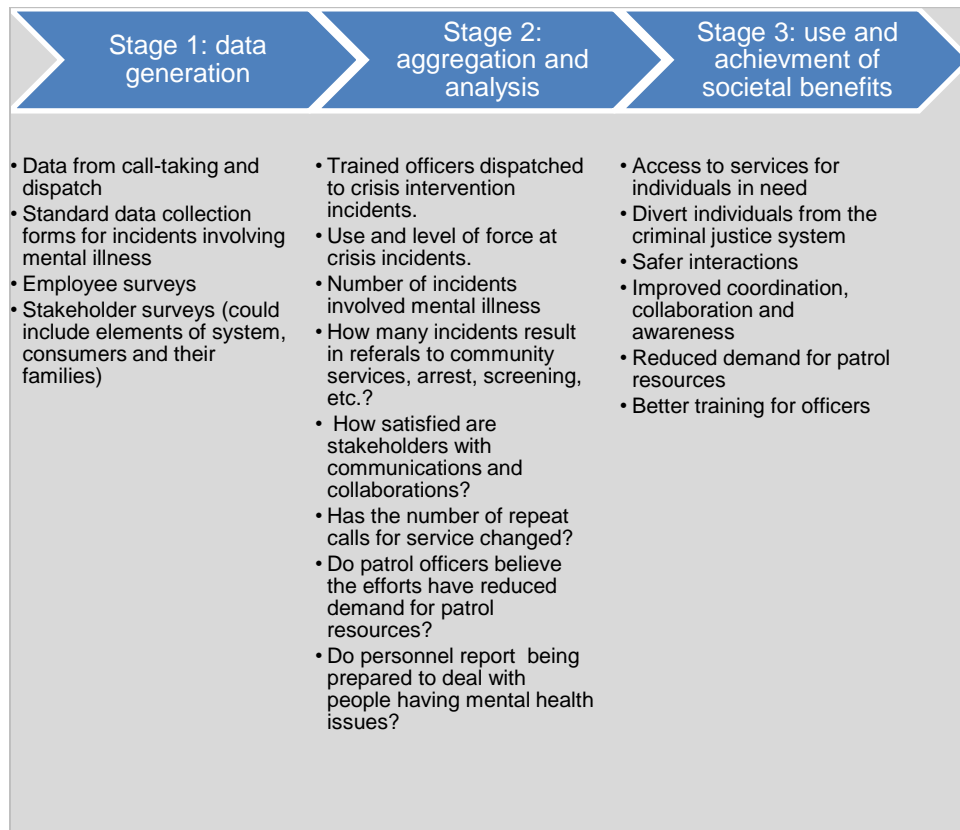 Stage 1: data
generation
Stage 2:
aggregation and
analysis
Stage 3: use and
achievment of
societal benefits
• Data from call-taking and
dispatch
• Standard data collection
forms for incidents involving
mental illness
• Employee surveys
• Stakeholder surveys (could
include elements of system,
consumers and their
families)
• Trained officers dispatched
to crisis intervention
incidents.
• Use and level of force at
crisis incidents.
• Number of incidents
involved mental illness
• How many incidents result
in referals to community
services, arrest, screening,
etc.?
• How satisfied are
stakeholders with
communications and
collaborations?
• Has the number of repeat
calls for service changed?
• Do patrol officers believe
the efforts have reduced
demand for patrol
resources?
• Do personnel report being
prepared to deal with
people having mental health
issues?
• Access to services for
individuals in need
• Divert individuals from the
criminal justice system
• Safer interactions
• Improved coordination,
collaboration and
awareness
• Reduced demand for patrol
resources
• Better training for officers